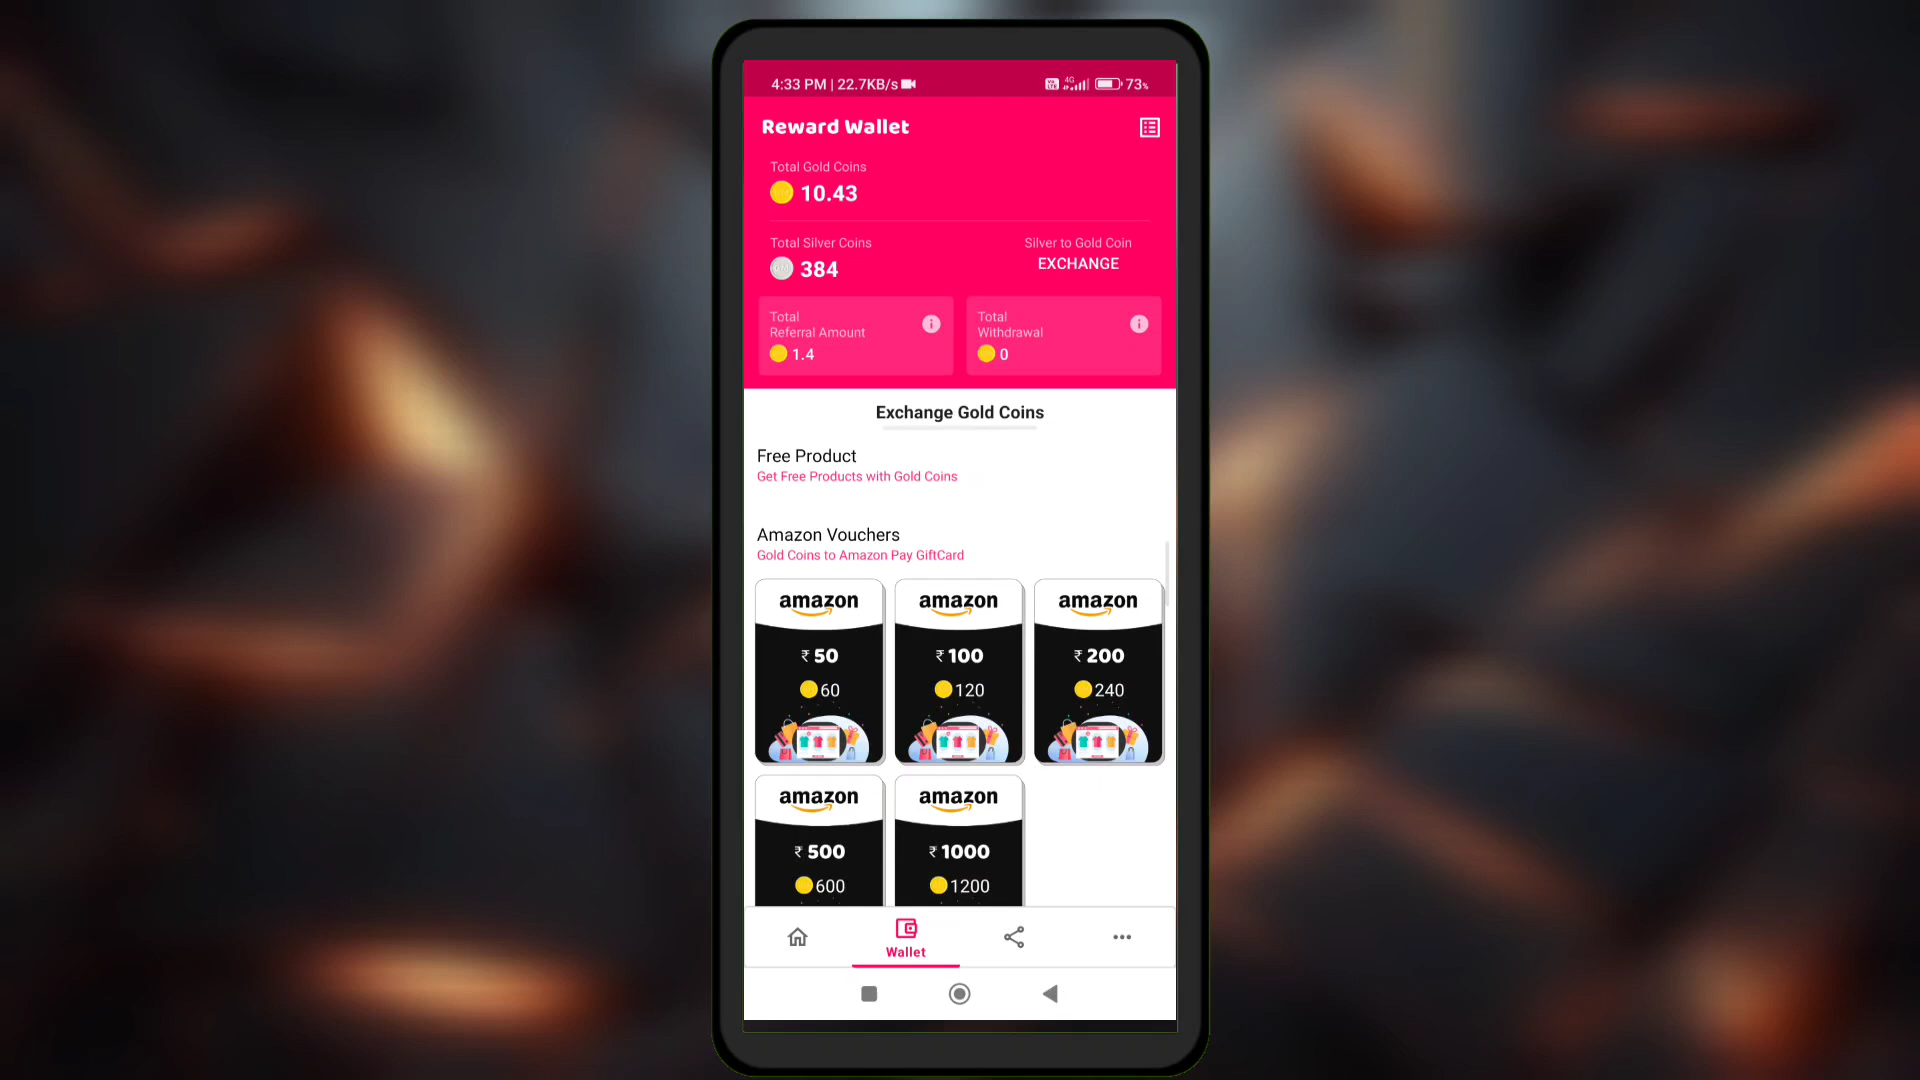 4:33 PM | 22.7KB/s
4G
73%
Reward Wallet
Total Gold Coins
10.43
Total Silver Coins
384
Silver to Gold Coin
EXCHANGE
Total
Referral Amount
1.4
Total
Withdrawal
0
Exchange Gold Coins
Free Product
Get Free Products with Gold Coins
Amazon Vouchers
Gold Coins to Amazon Pay GiftCard
amazon
₹ 50
60
amazon
₹ 100
120
amazon
₹ 200
240
amazon
₹ 500
600
amazon
₹ 1000
1200
Wallet